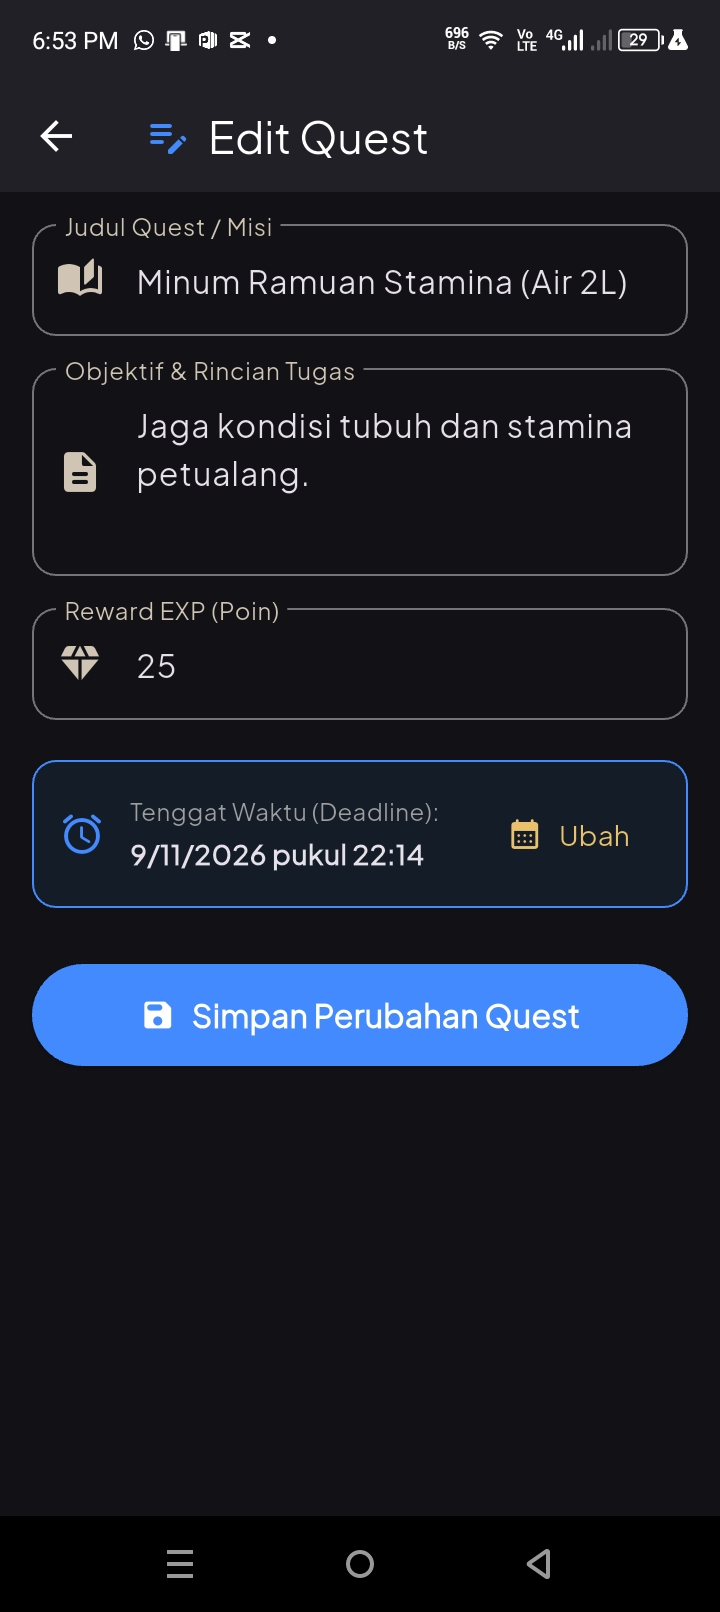 6:53 PM
696 B/S
Vo LTE
4G
29
Edit Quest
Judul Quest / Misi
Minum Ramuan Stamina (Air 2L)
Objektif & Rincian Tugas
Jaga kondisi tubuh dan stamina
petualang.
Reward EXP (Poin)
25
Tenggat Waktu (Deadline):
9/11/2026 pukul 22:14
Ubah
Simpan Perubahan Quest